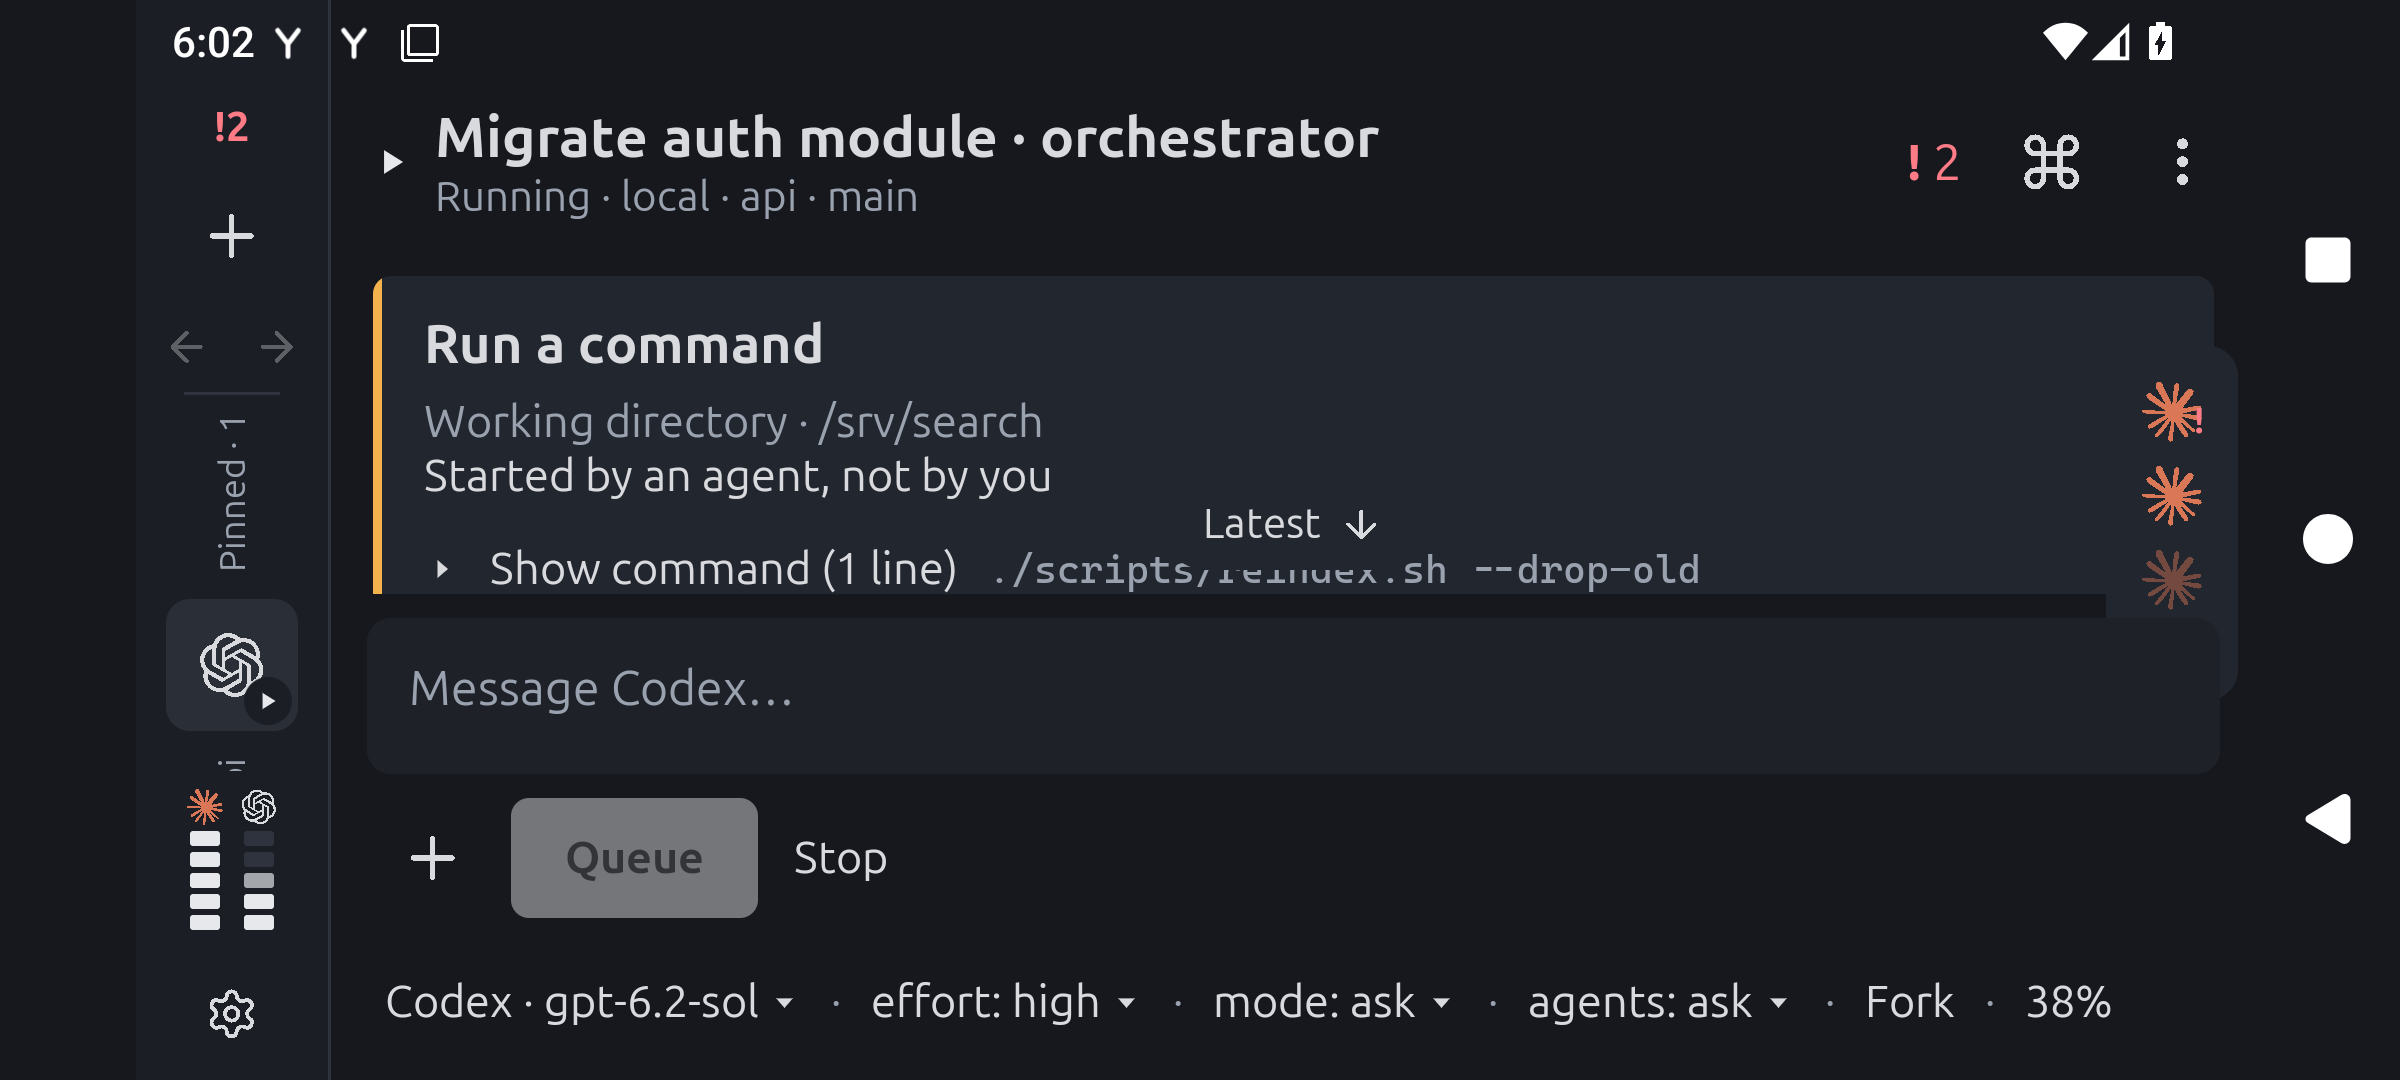 6:02
!2
Pinned · 1
Migrate auth module · orchestrator
Running · local · api · main
! 2
Run a command
Working directory · /srv/search
Started by an agent, not by you
Latest
Show command (1 line) ./scripts/reindex.sh --drop-old
!
Message Codex…
Queue
Stop
Codex · gpt-6.2-sol · effort: high · mode: ask · agents: ask · Fork · 38%